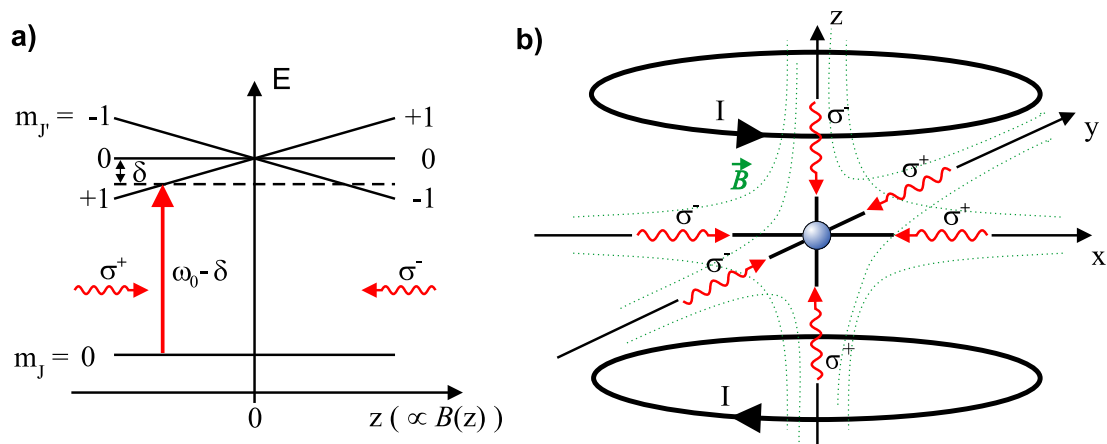 a)
E
m_J' = -1
+1
0
0
δ
+1
-1
σ⁺
ω₀-δ
σ⁻
m_J = 0
0
z ( ∝ B(z) )
b)
z
I
σ⁻
y
B⃗
σ⁺
σ⁻
σ⁺
x
σ⁻
σ⁺
I